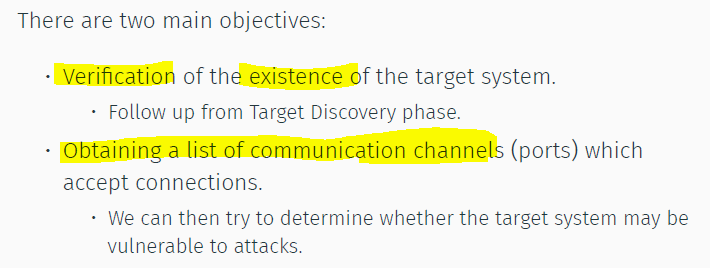 There are two main objectives:
• Verification of the existence of the target system.
• Follow up from Target Discovery phase.
• Obtaining a list of communication channels (ports) which
accept connections.
• We can then try to determine whether the target system may be
vulnerable to attacks.